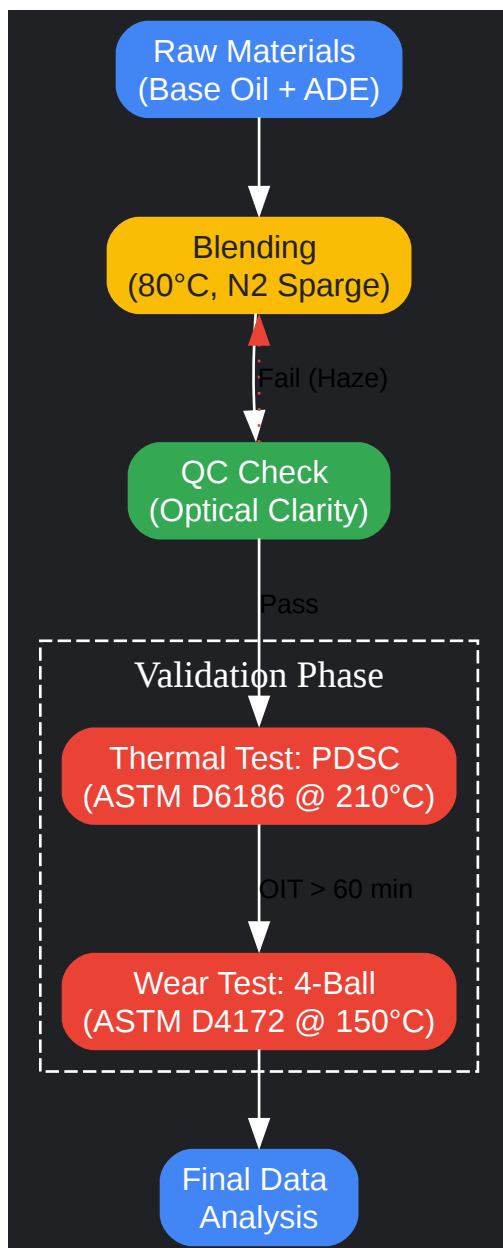 Raw Materials
(Base Oil + ADE)
Blending
(80°C, N2 Sparge)
Fail (Haze)
QC Check
(Optical Clarity)
Pass
Validation Phase
Thermal Test: PDSC
(ASTM D6186 @ 210°C)
OIT > 60 min
Wear Test: 4-Ball
(ASTM D4172 @ 150°C)
Final Data
Analysis